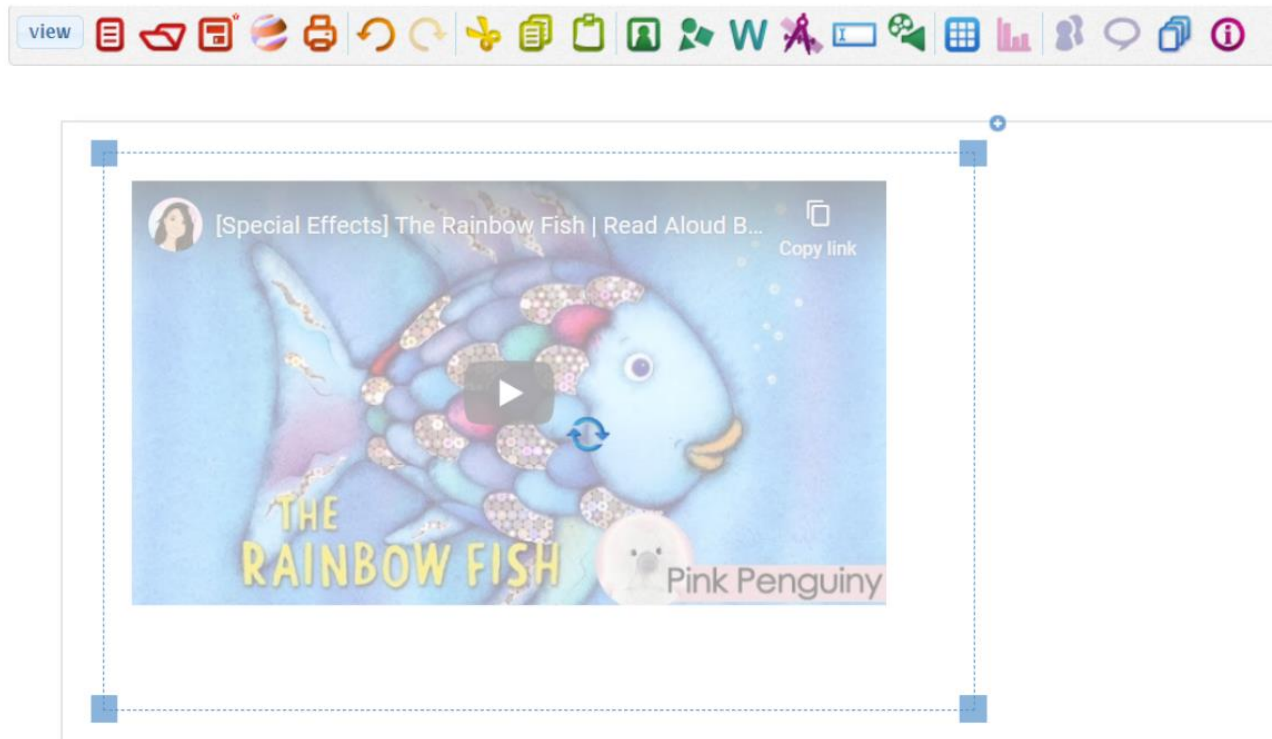 view
[Special Effects] The Rainbow Fish | Read Aloud B...
Copy link
THE
RAINBOW FISH
Pink Penguiny